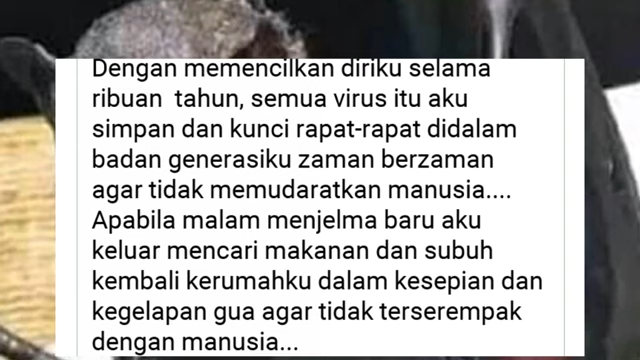 Dengan memencilkan diriku selama
ribuan tahun, semua virus itu aku
simpan dan kunci rapat-rapat didalam
badan generasiku zaman berzaman
agar tidak memudaratkan manusia....
Apabila malam menjelma baru aku
keluar mencari makanan dan subuh
kembali kerumahku dalam kesepian dan
kegelapan gua agar tidak terserempak
dengan manusia...